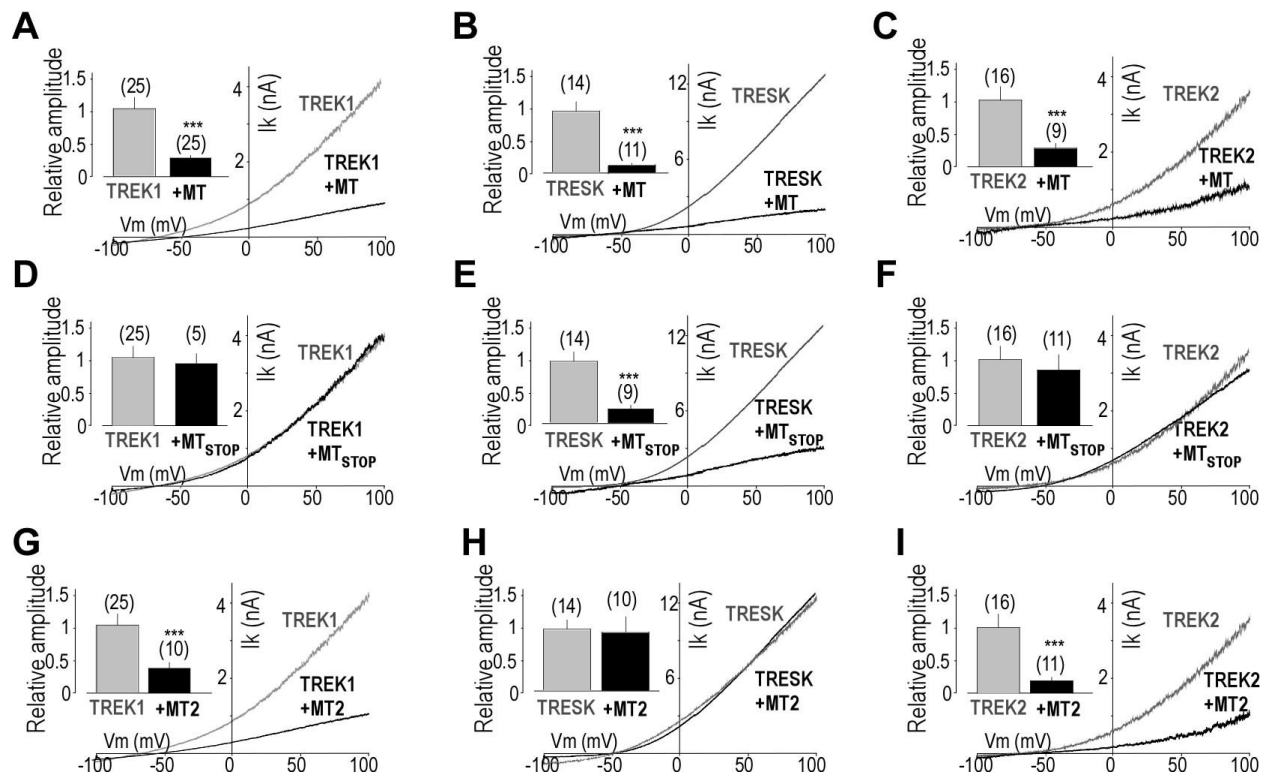 A
Relative amplitude
1.5
1
0.5
0
(25)
***
(25)
TREK1 +MT
Ik (nA)
4
2
TREK1
TREK1
+MT
Vm (mV)
-100 -50 0 50 100
B
Relative amplitude
1.5
1
0.5
0
(14)
***
(11)
TRESK +MT
Ik (nA)
12
6
TRESK
TRESK
+MT
Vm (mV)
-100 -50 0 50 100
C
Relative amplitude
1.5
1
0.5
0
(16)
***
(9)
TREK2 +MT
Ik (nA)
4
2
TREK2
TREK2
+MT
Vm (mV)
-100 -50 0 50 100
D
Relative amplitude
1.5
1
0.5
0
(25) (5)
TREK1 +MTSTOP
Ik (nA)
4
2
TREK1
TREK1
+MTSTOP
Vm (mV)
-100 -50 0 50 100
E
Relative amplitude
1.5
1
0.5
0
(14)
***
(9)
TRESK +MTSTOP
Ik (nA)
12
6
TRESK
TRESK
+MTSTOP
Vm (mV)
-100 -50 0 50 100
F
Relative amplitude
1.5
1
0.5
0
(16) (11)
TREK2 +MTSTOP
Ik (nA)
4
2
TREK2
TREK2
+MTSTOP
Vm (mV)
-100 -50 0 50 100
G
Relative amplitude
1.5
1
0.5
0
(25)
***
(10)
TREK1 +MT2
Ik (nA)
4
2
TREK1
TREK1
+MT2
Vm (mV)
-100 -50 0 50 100
H
Relative amplitude
1.5
1
0.5
0
(14) (10)
TRESK +MT2
Ik (nA)
12
6
TRESK
TRESK
+MT2
Vm (mV)
-100 -50 0 50 100
I
Relative amplitude
1.5
1
0.5
0
(16)
***
(11)
TREK2 +MT2
Ik (nA)
4
2
TREK2
TREK2
+MT2
Vm (mV)
-100 -50 0 50 100